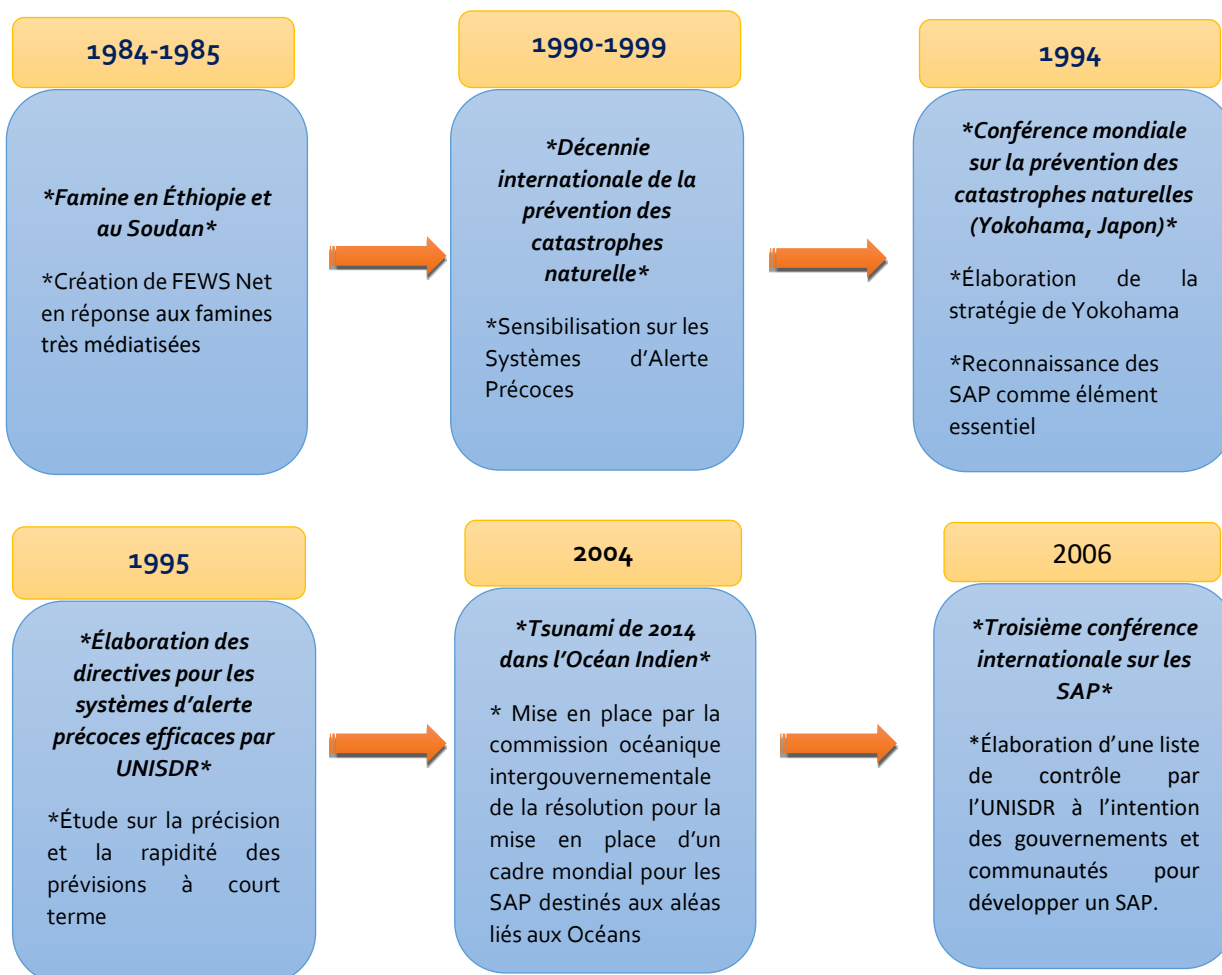 1984-1985
*Famine en Éthiopie et
au Soudan*
*Création de FEWS Net
en réponse aux famines
très médiatisées
1990-1999
*Décennie
internationale de la
prévention des
catastrophes
naturelle*
*Sensibilisation sur les
Systèmes d'Alerte
Précoces
1994
*Conférence mondiale
sur la prévention des
catastrophes naturelles
(Yokohama, Japon)*
*Élaboration de la
stratégie de Yokohama
*Reconnaissance des
SAP comme élément
essentiel
1995
*Élaboration des
directives pour les
systèmes d'alerte
précoces efficaces par
UNISDR*
*Étude sur la précision
et la rapidité des
prévisions à court
terme
2004
*Tsunami de 2014
dans l'Océan Indien*
* Mise en place par la
commission océanique
intergouvernementale
de la résolution pour la
mise en place d'un
cadre mondial pour les
SAP destinés aux aléas
liés aux Océans
2006
*Troisième conférence
internationale sur les
SAP*
*Élaboration d'une liste
de contrôle par
l'UNISDR à l'intention
des gouvernements et
communautés pour
développer un SAP.